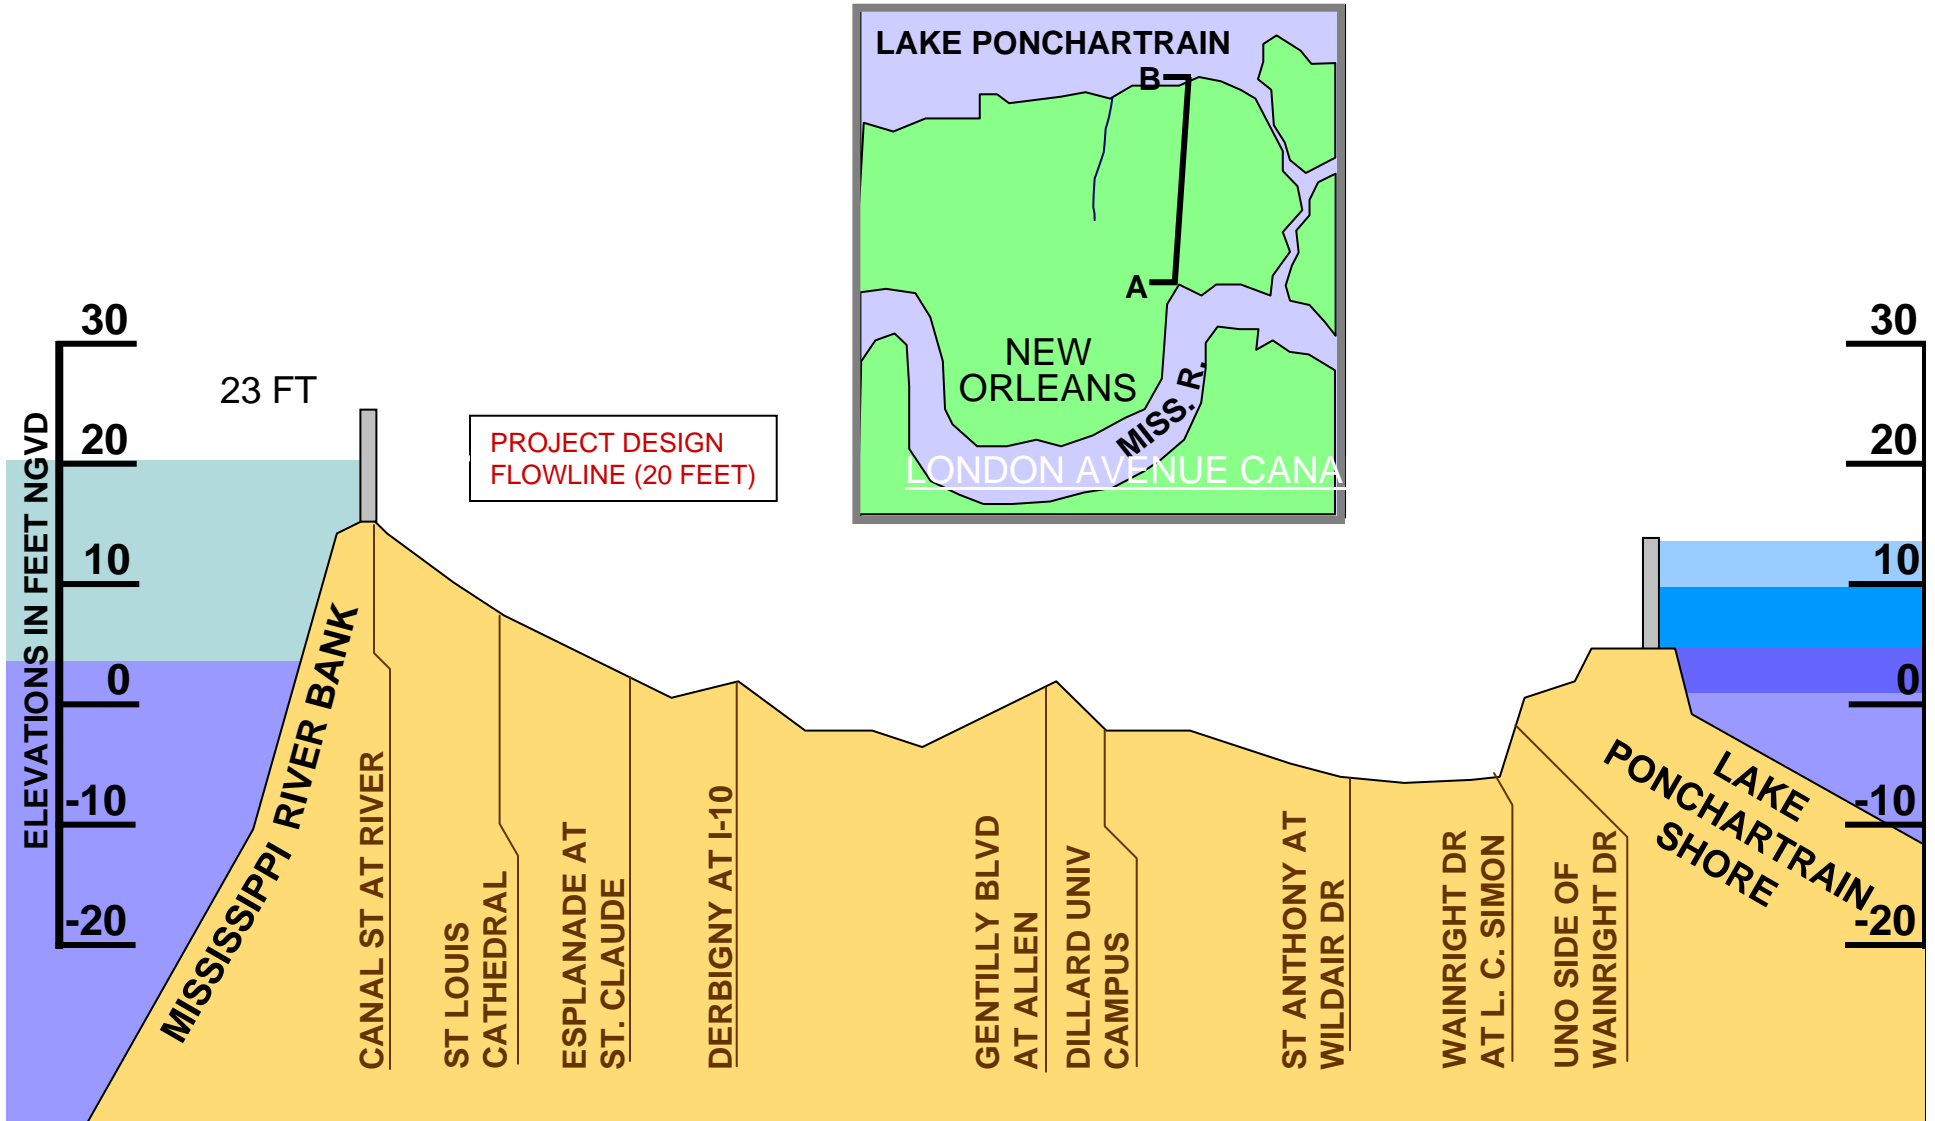 LAKE PONCHARTRAIN
B
A
NEW
ORLEANS
MISS. R.
LONDON AVENUE CANA
30
20
10
0
-10
-20
ELEVATIONS IN FEET NGVD
23 FT
PROJECT DESIGN
FLOWLINE (20 FEET)
MISSISSIPPI RIVER BANK
CANAL ST AT RIVER
ST LOUIS
CATHEDRAL
ESPLANADE AT
ST. CLAUDE
DERBIGNY AT I-10
GENTILLY BLVD
AT ALLEN
DILLARD UNIV
CAMPUS
ST ANTHONY AT
WILDAIR DR
WAINRIGHT DR
AT L. C. SIMON
UNO SIDE OF
WAINRIGHT DR
LAKE
PONCHARTRAIN
SHORE
30
20
10
0
-10
-20